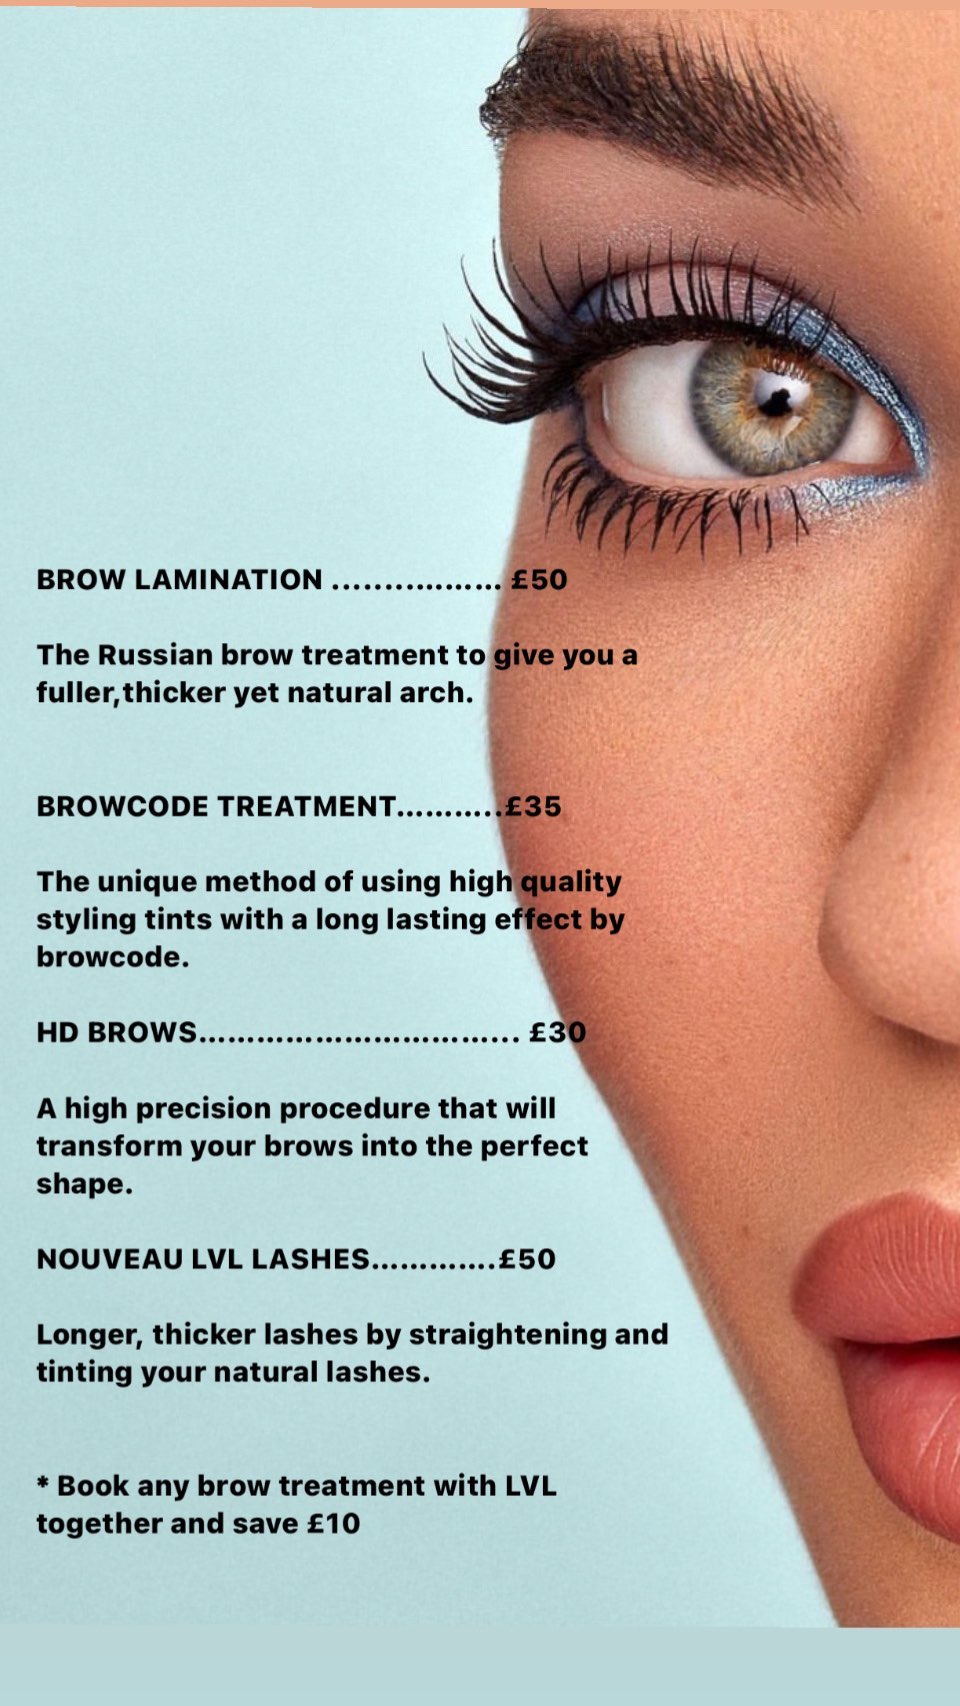 BROW LAMINATION ................. £50
The Russian brow treatment to give you a
fuller,thicker yet natural arch.
BROWCODE TREATMENT...........£35
The unique method of using high quality
styling tints with a long lasting effect by
browcode.
HD BROWS................................. £30
A high precision procedure that will
transform your brows into the perfect
shape.
NOUVEAU LVL LASHES.............£50
Longer, thicker lashes by straightening and
tinting your natural lashes.
* Book any brow treatment with LVL
together and save £10